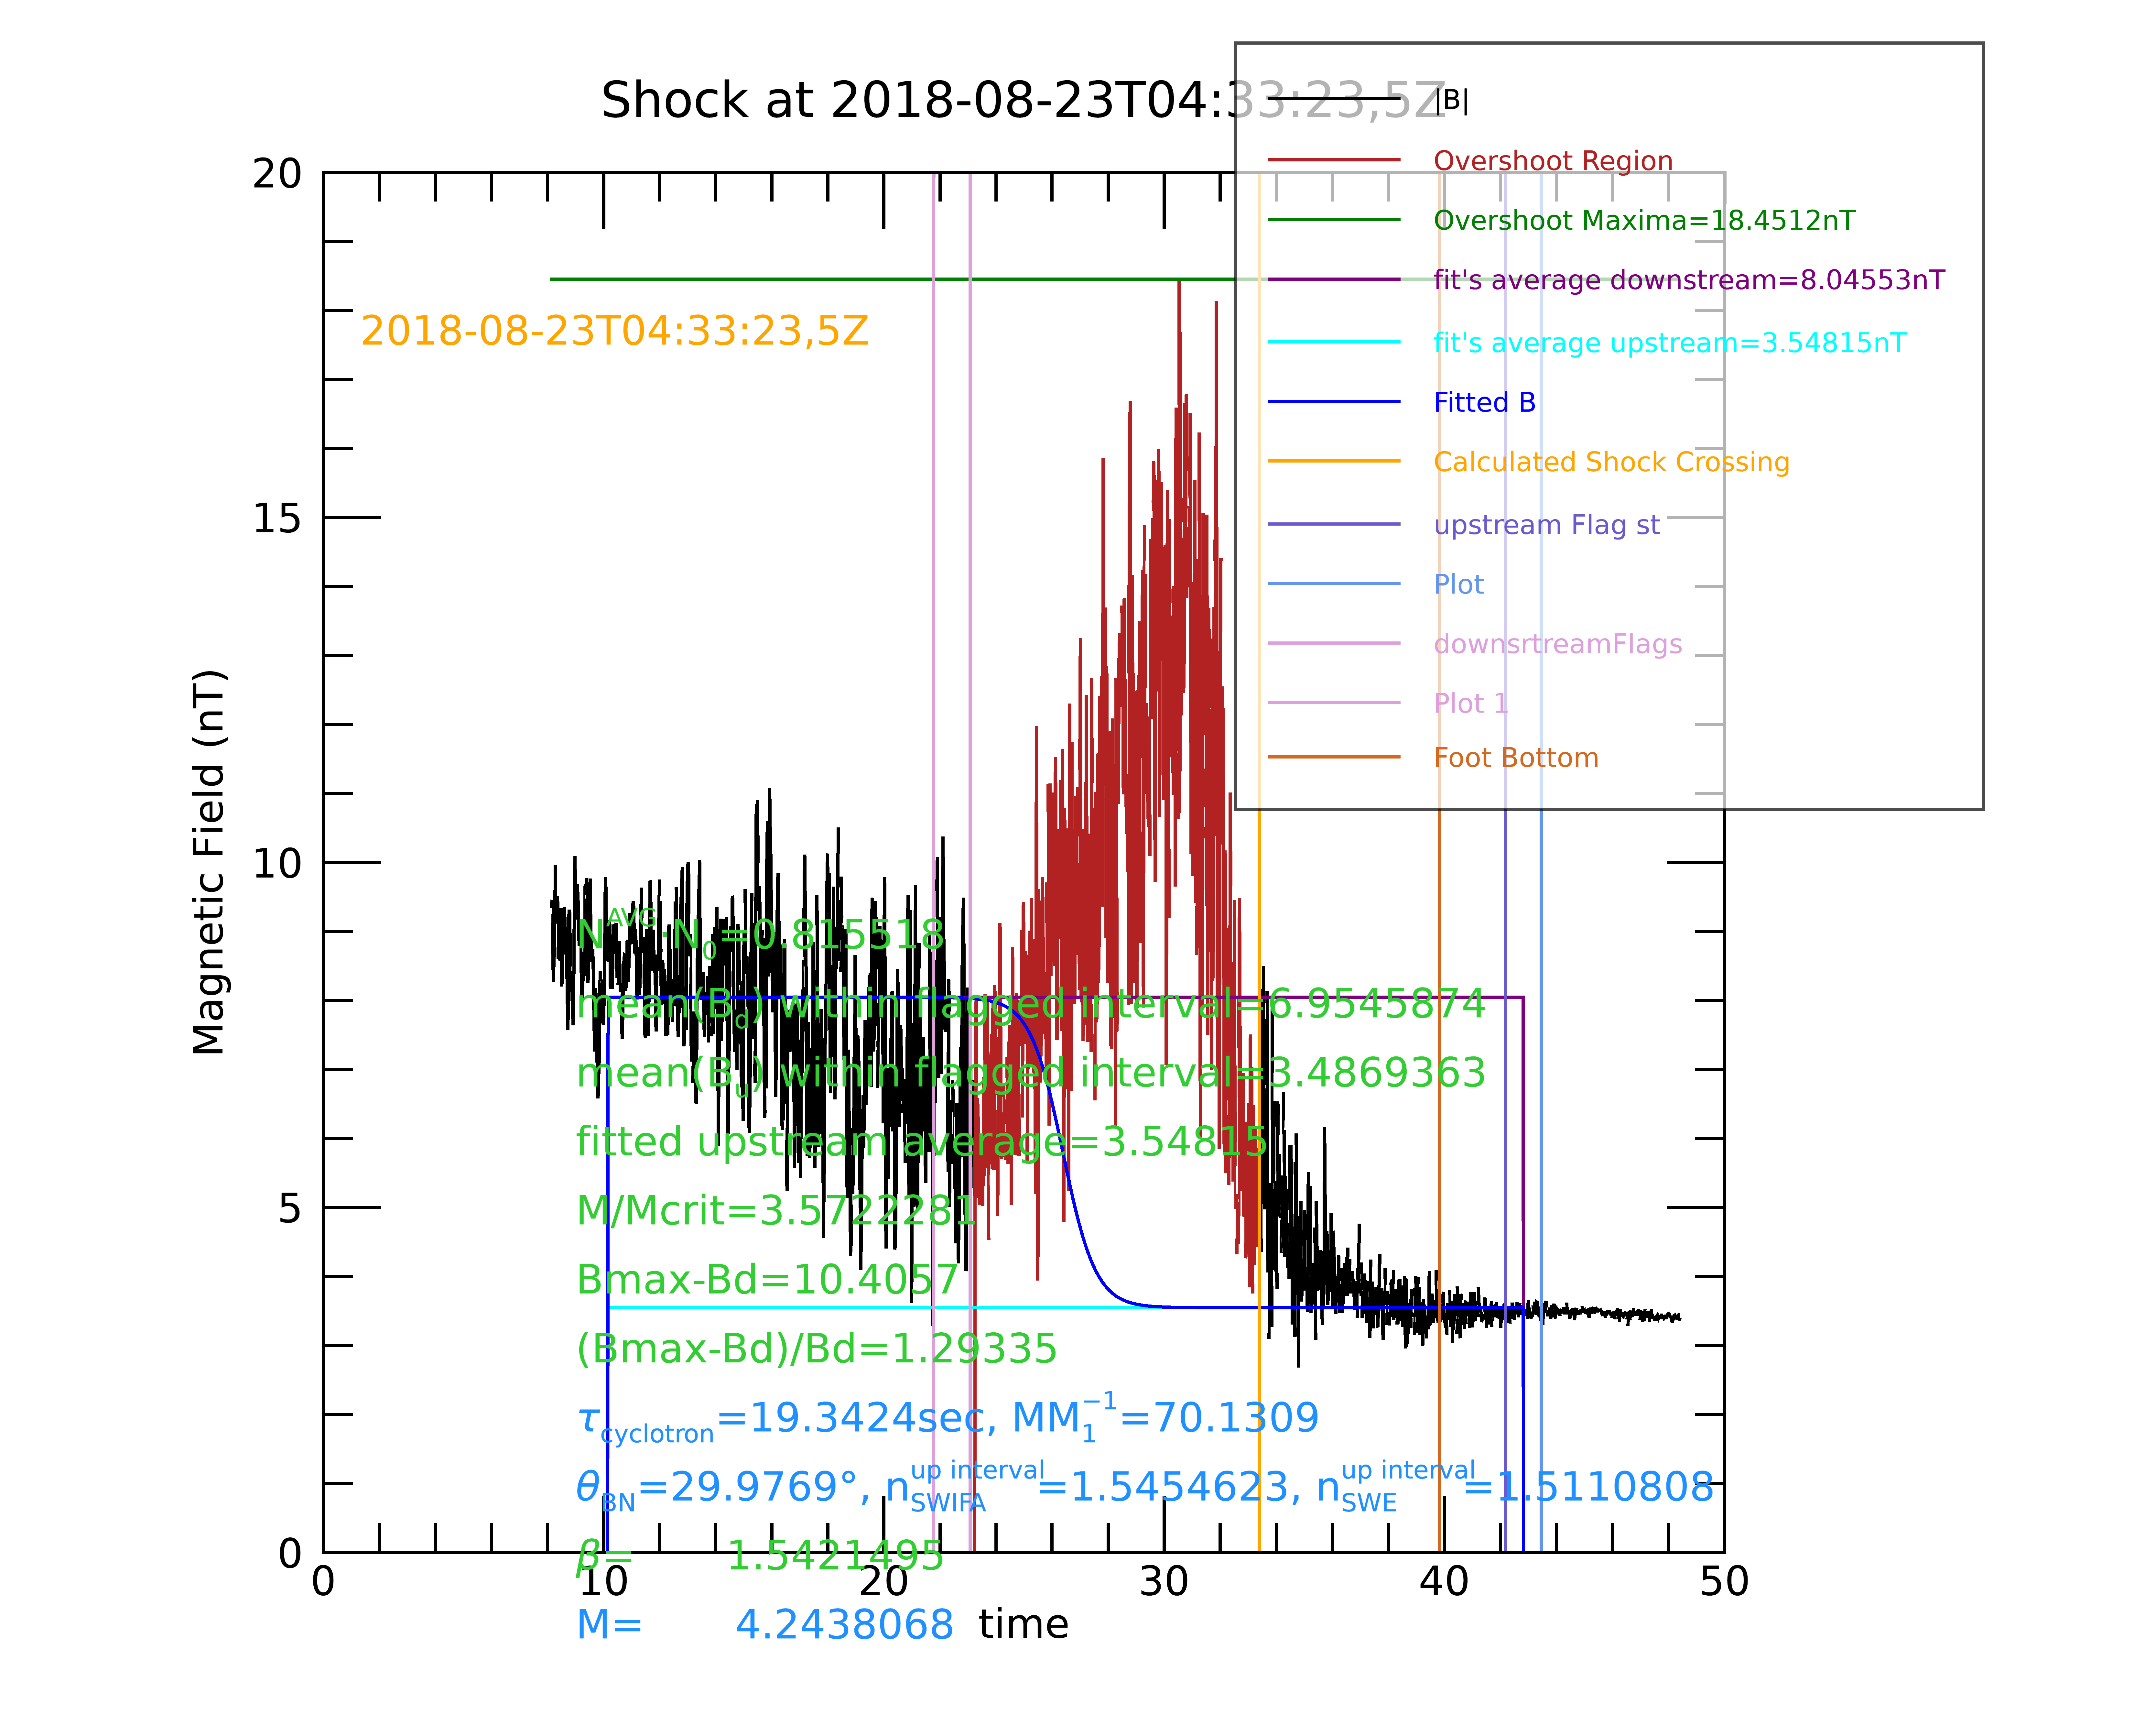 Shock at 2018-08-23T04:33:23,5Z
|B|
Overshoot Region
Overshoot Maxima=18.4512nT
fit's average downstream=8.04553nT
fit's average upstream=3.54815nT
Fitted B
Calculated Shock Crossing
upstream Flag st
Plot
downsrtreamFlags
Plot 1
Foot Bottom
2018-08-23T04:33:23,5Z
Magnetic Field (nT)
20
15
10
5
0
N^AVG-N_0=0.815518
mean(B_d) within flagged interval=6.9545874
mean(B_u) within flagged interval=3.4869363
fitted upstream average=3.54815
M/Mcrit=3.5722281
Bmax-Bd=10.4057
(Bmax-Bd)/Bd=1.29335
τ_cyclotron=19.3424sec, MM_1^−1=70.1309
θ_BN=29.9769°, n_SWIFA^up interval=1.5454623, n_SWE^up interval=1.5110808
β= 1.5421495
0 10 20 30 40 50
M= 4.2438068
time